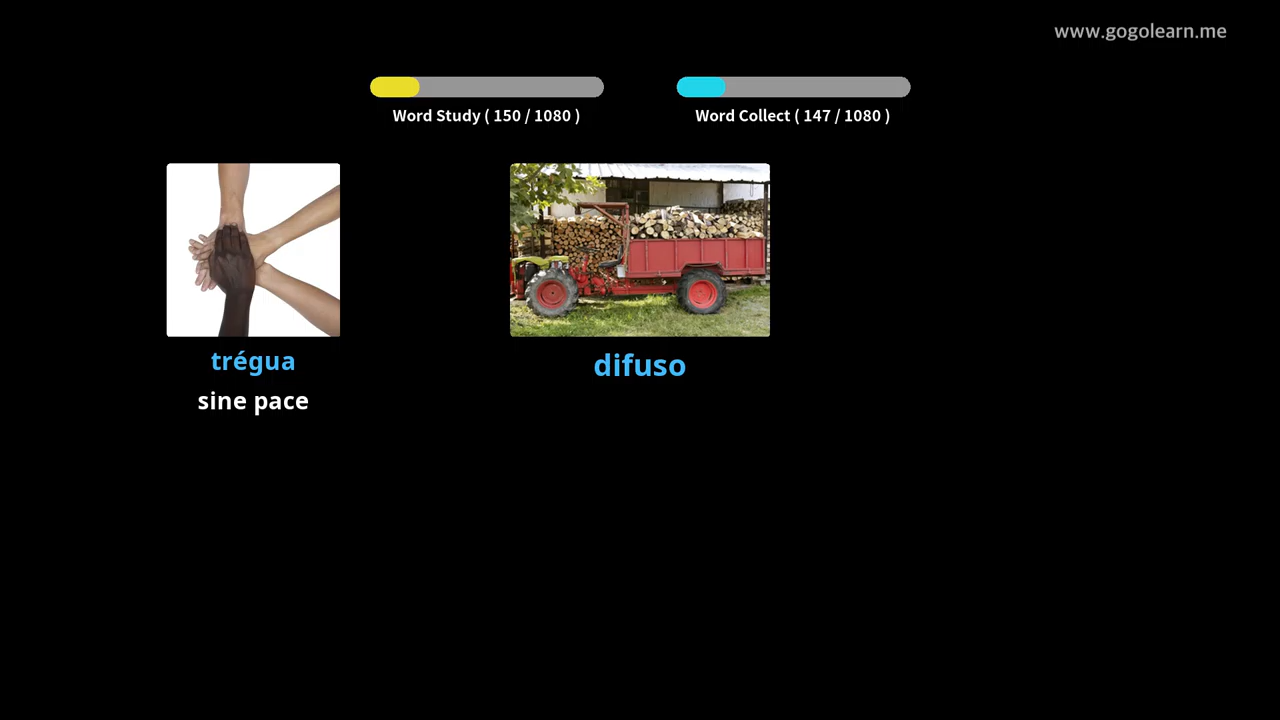 www.gogolearn.me
Word Study ( 150 / 1080 )
Word Collect ( 147 / 1080 )
trégua
sine pace
difuso